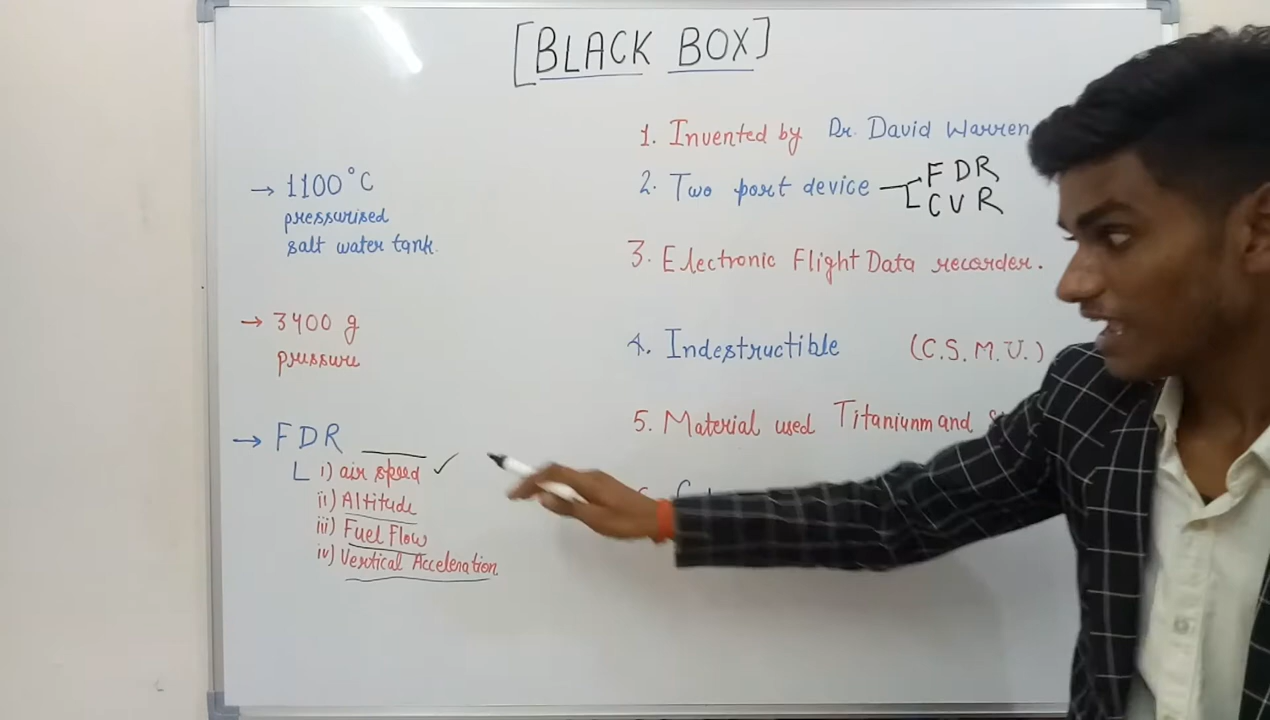 [BLACK BOX]
→ 1100°C
pressurised
salt water tank.
→ 3400 g
pressure
→ FDR
i) air speed ✓
ii) Altitude
iii) Fuel Flow
iv) Vertical Acceleration
1. Invented by Dr. David Warren
2. Two port device
FDR
CVR
3. Electronic Flight Data recorder.
4. Indestructible (C.S.M.U.)
5. Material used Titaniunm and